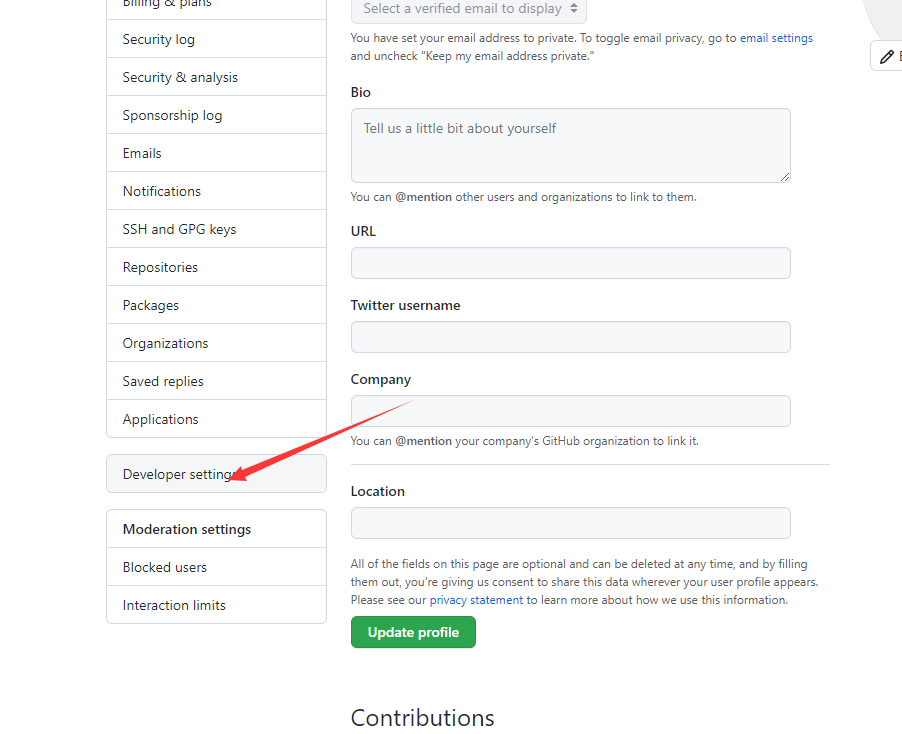 Billing & plans
Security log
Security & analysis
Sponsorship log
Emails
Notifications
SSH and GPG keys
Repositories
Packages
Organizations
Saved replies
Applications
Developer settings
Moderation settings
Blocked users
Interaction limits
Select a verified email to display
You have set your email address to private. To toggle email privacy, go to email settings
and uncheck "Keep my email address private."
Bio
Tell us a little bit about yourself
You can @mention other users and organizations to link to them.
URL
Twitter username
Company
You can @mention your company's GitHub organization to link it.
Location
All of the fields on this page are optional and can be deleted at any time, and by filling
them out, you're giving us consent to share this data wherever your user profile appears.
Please see our privacy statement to learn more about how we use this information.
Update profile
Contributions